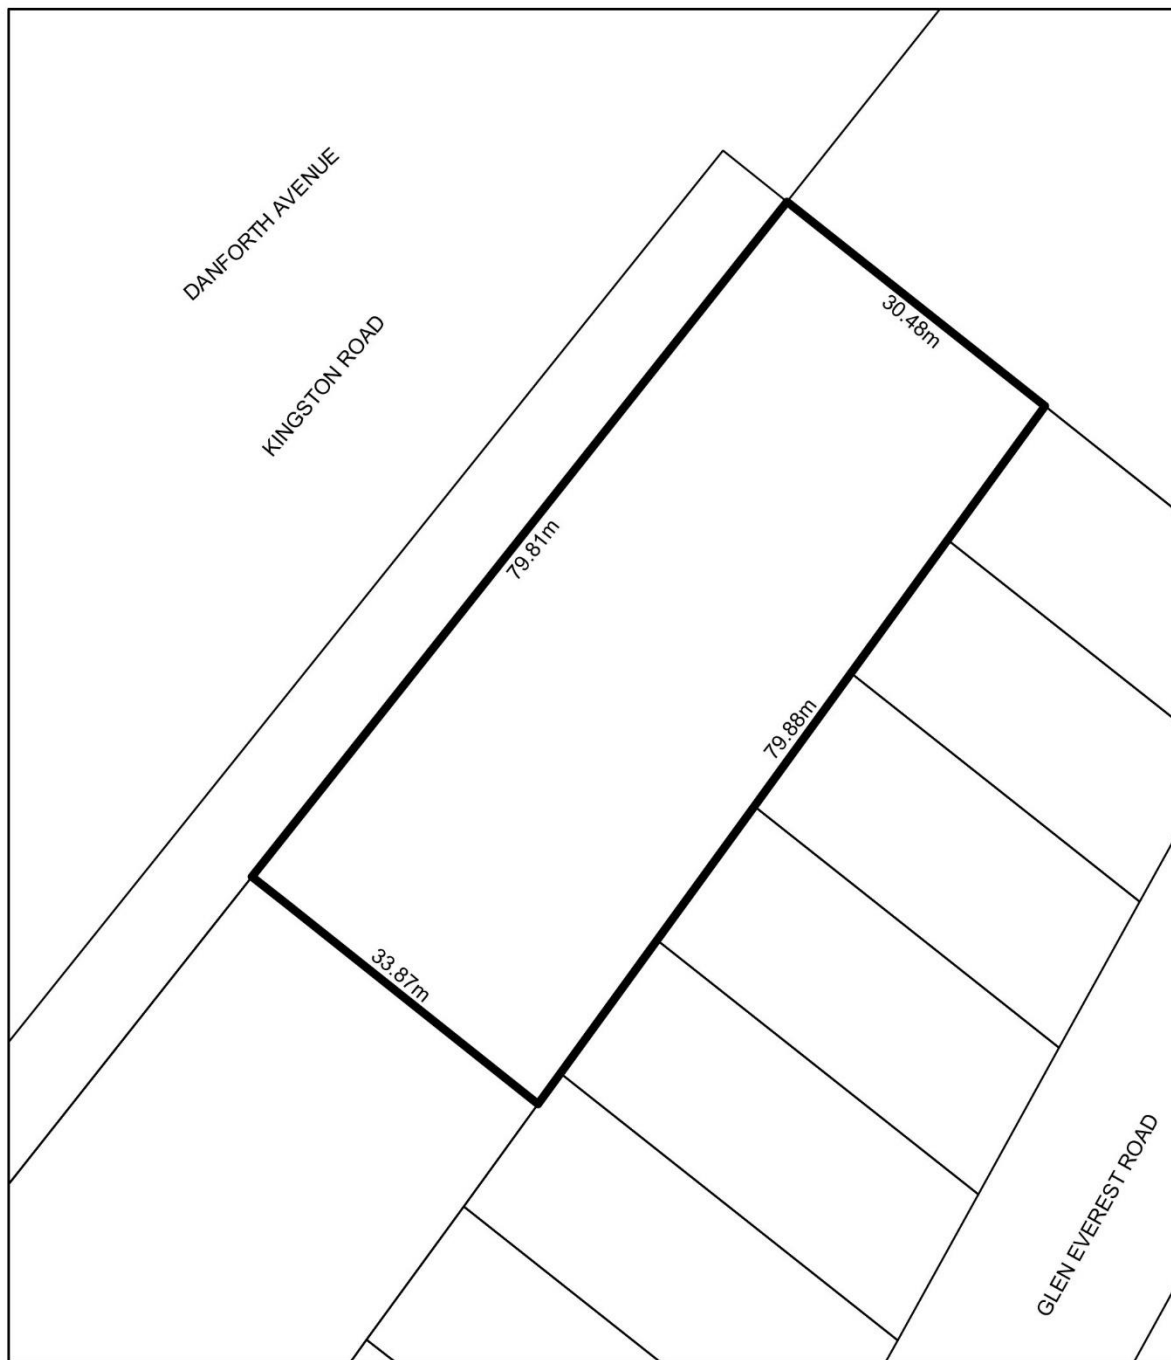 DANFORTH AVENUE
KINGSTON ROAD
30.48m
79.81m
79.88m
33.87m
GLEN EVEREST ROAD